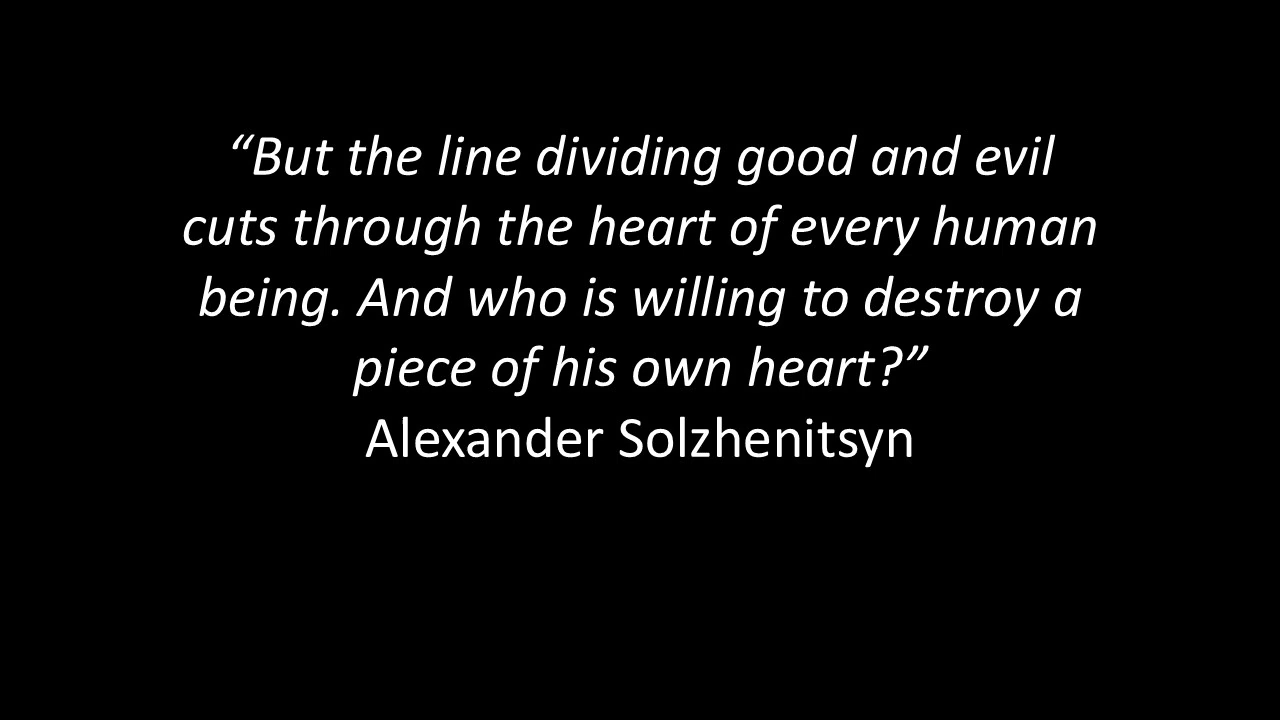 “But the line dividing good and evil
cuts through the heart of every human
being. And who is willing to destroy a
piece of his own heart?”
Alexander Solzhenitsyn